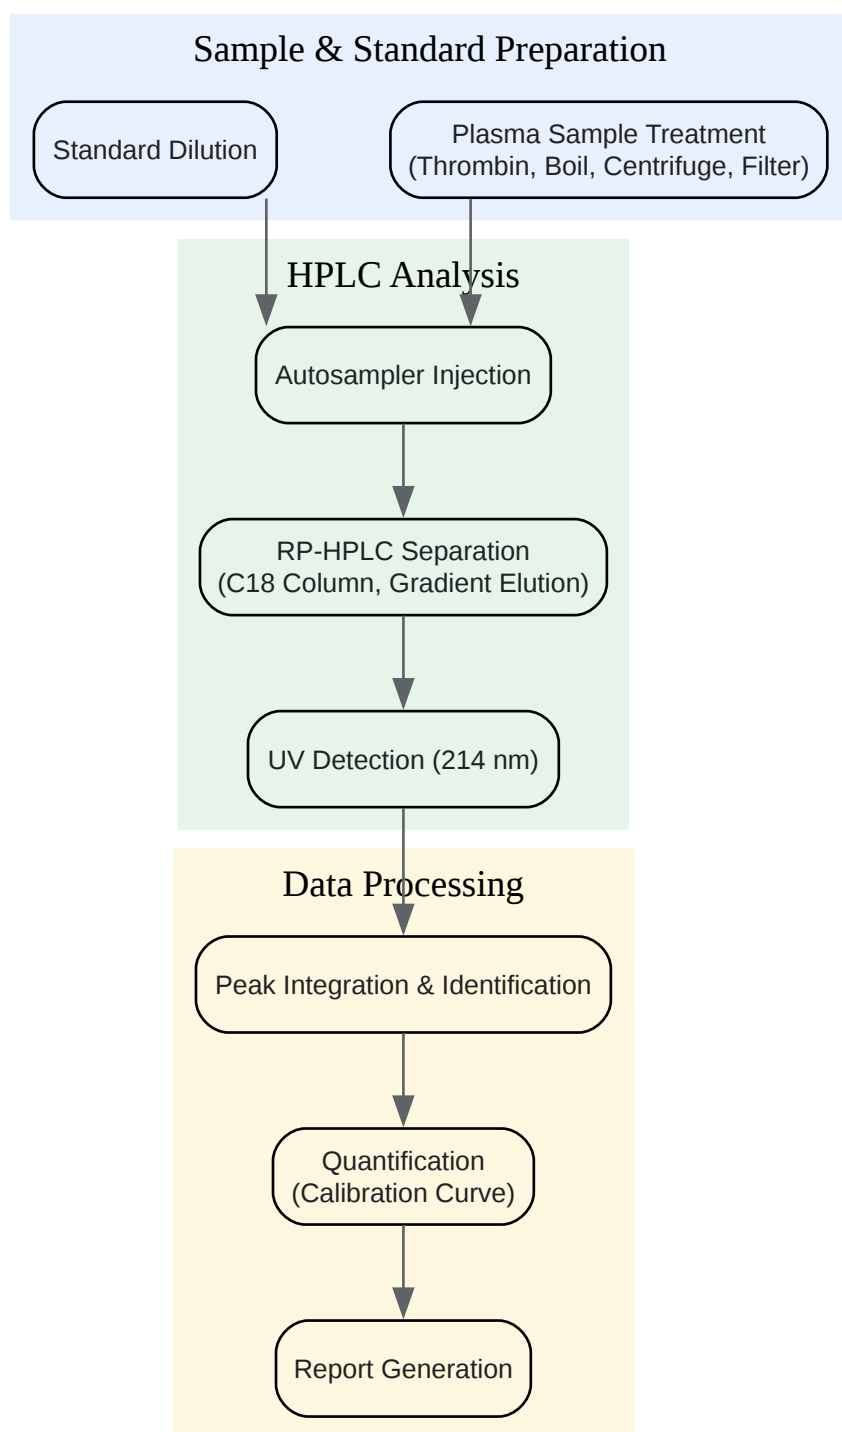 Sample & Standard Preparation
Standard Dilution
Plasma Sample Treatment
(Thrombin, Boil, Centrifuge, Filter)
HPLC Analysis
Autosampler Injection
RP-HPLC Separation
(C18 Column, Gradient Elution)
UV Detection (214 nm)
Data Processing
Peak Integration & Identification
Quantification
(Calibration Curve)
Report Generation